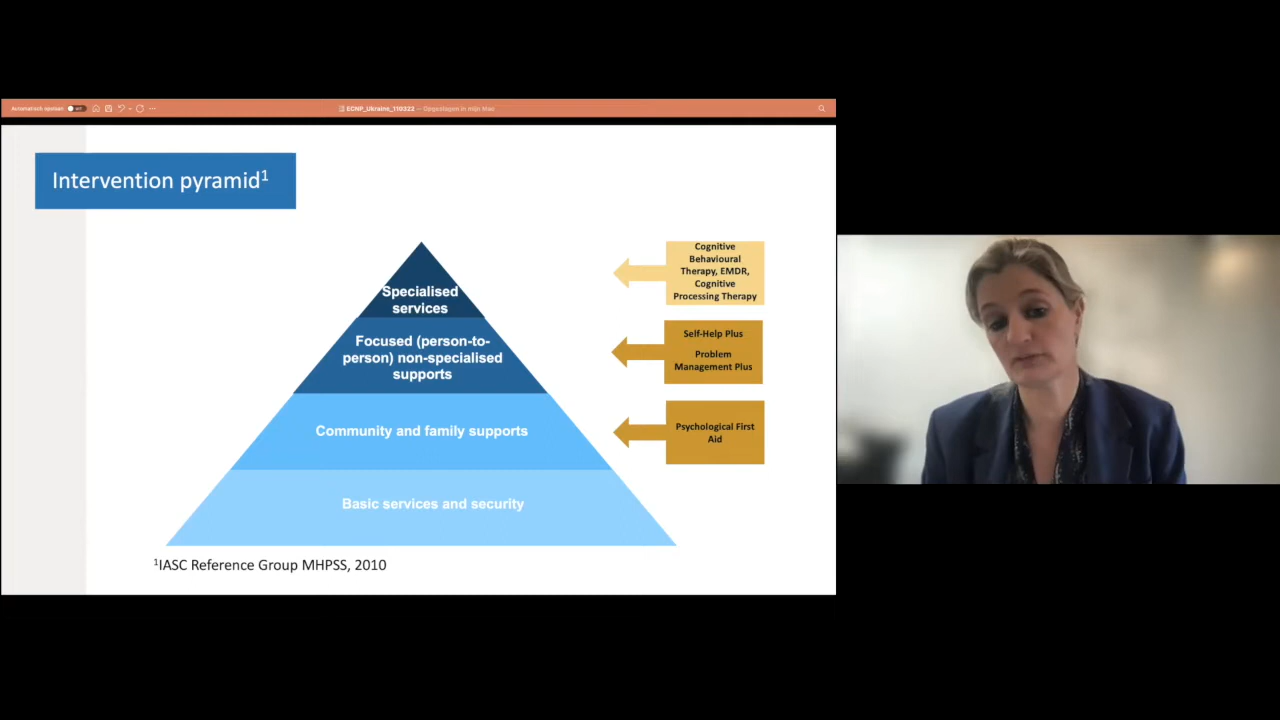 Automatisch opslaan
ECNP_Ukraine_110322 — Opgeslagen in mijn Mac
Intervention pyramid¹
Specialised
services
Focused (person-to-
person) non-specialised
supports
Community and family supports
Basic services and security
Cognitive
Behavioural
Therapy, EMDR,
Cognitive
Processing Therapy
Self-Help Plus
Problem
Management Plus
Psychological First
Aid
¹IASC Reference Group MHPSS, 2010